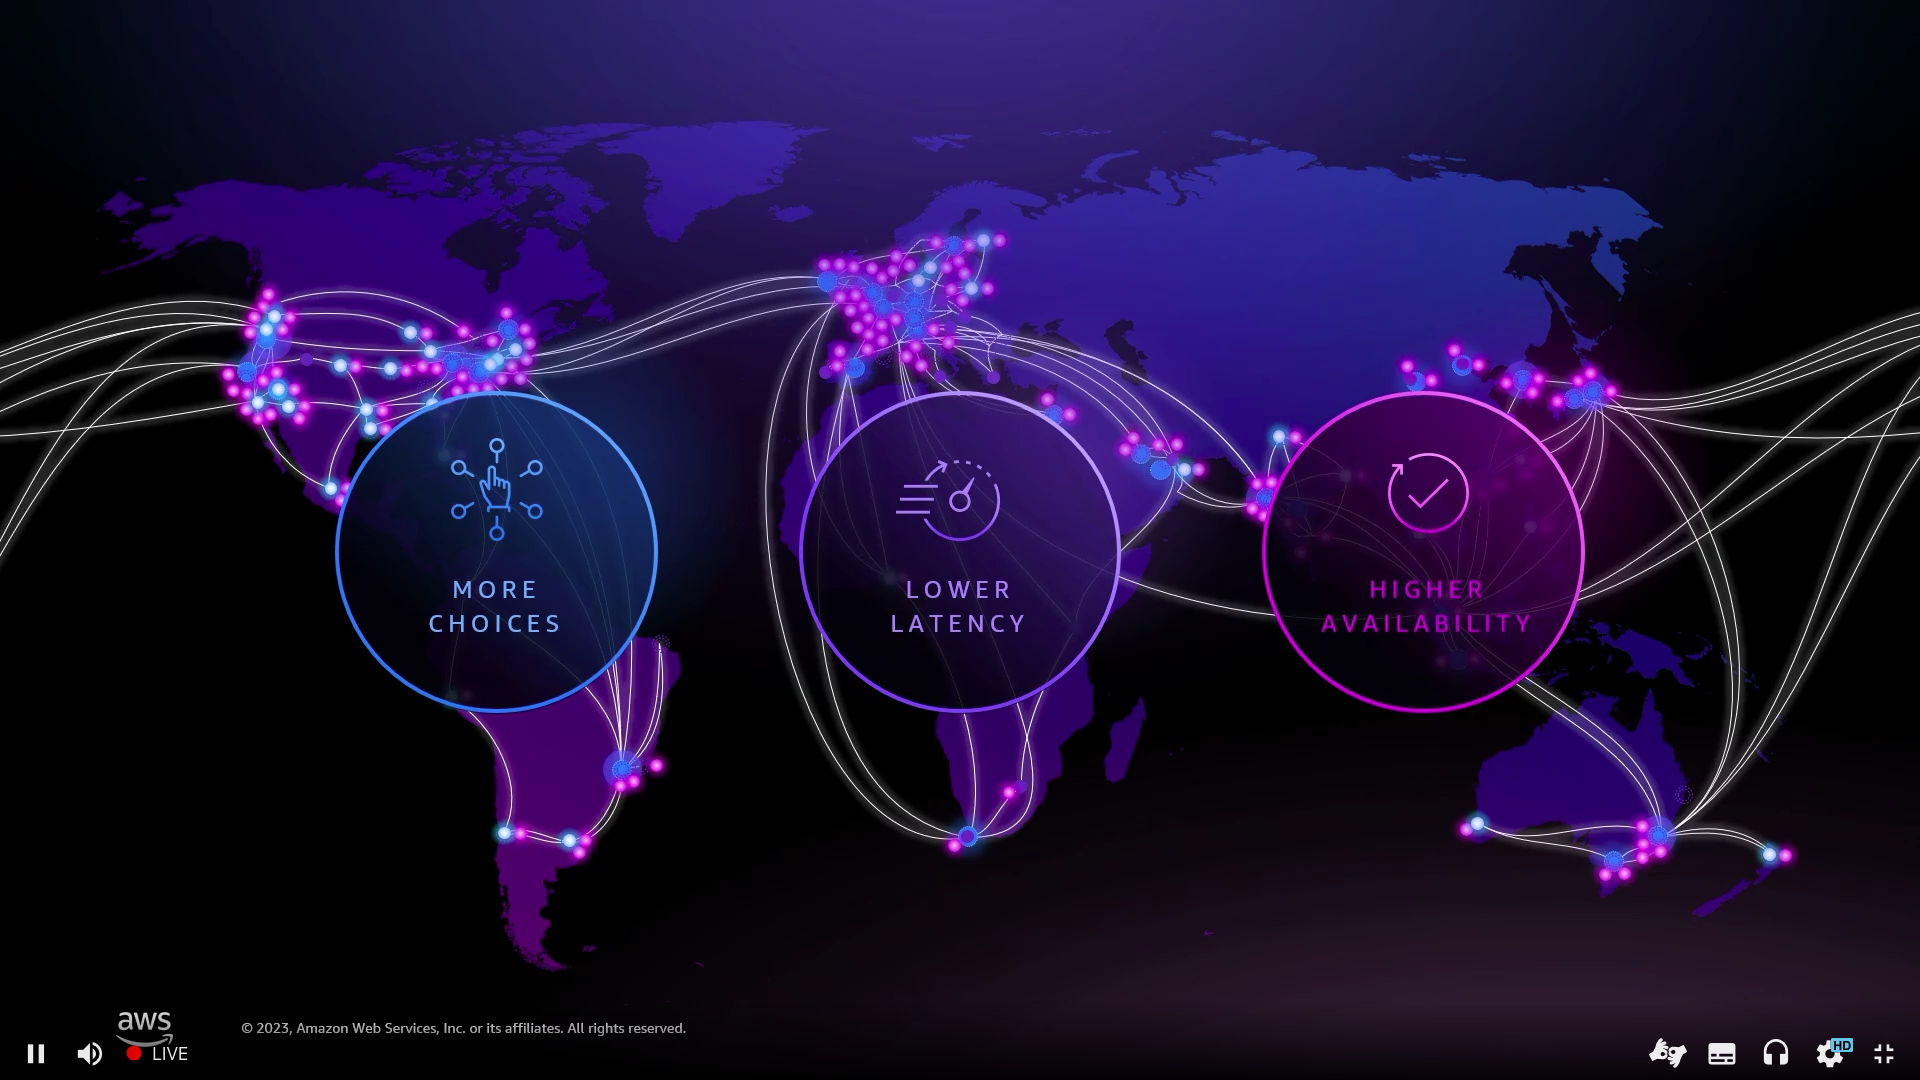 MORE
CHOICES
LOWER
LATENCY
HIGHER
AVAILABILITY
aws
© 2023, Amazon Web Services, Inc. or its affiliates. All rights reserved.
LIVE
HD